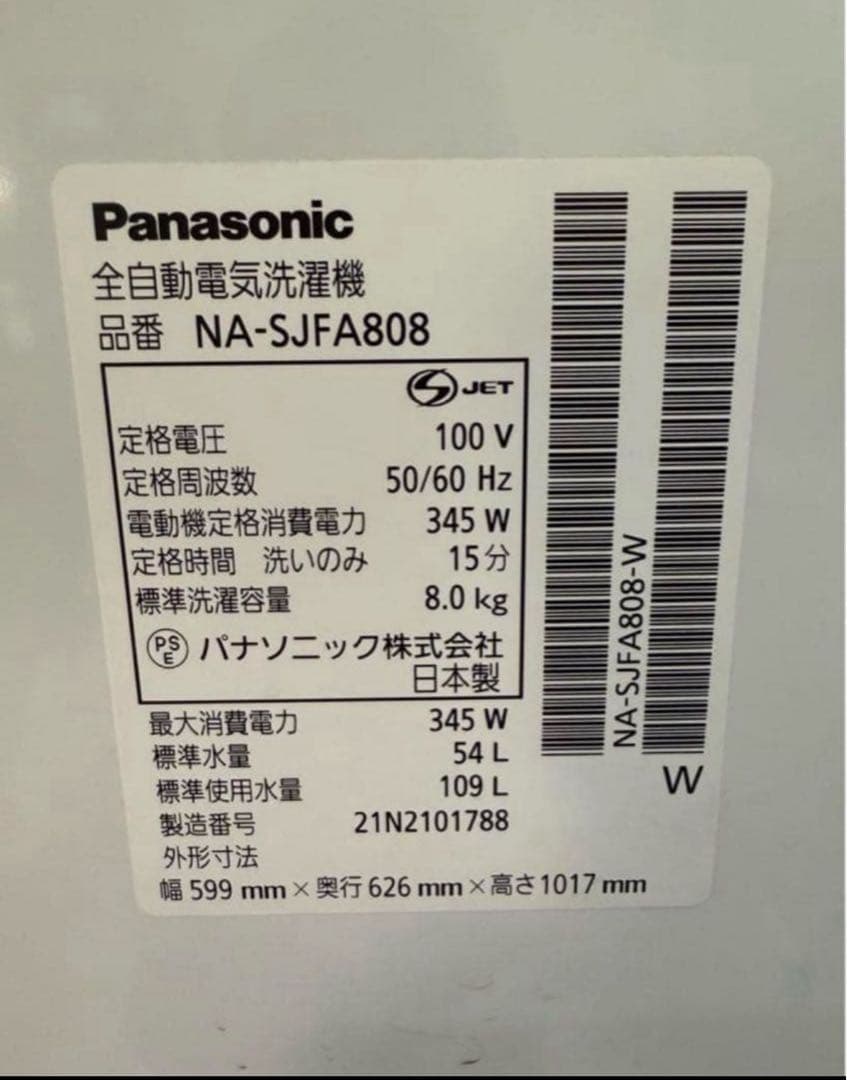 Panasonic
全自動電気洗濯機
品番 NA-SJFA808
S JET
定格電圧 100 V
定格周波数 50/60 Hz
電動機定格消費電力 345 W
定格時間 洗いのみ 15分
標準洗濯容量 8.0 kg
PSE パナソニック株式会社
日本製
最大消費電力 345 W
標準水量 54 L
標準使用水量 109 L
製造番号 21N2101788
外形寸法
幅 599 mm×奥行 626 mm×高さ 1017 mm
NA-SJFA808-W
W